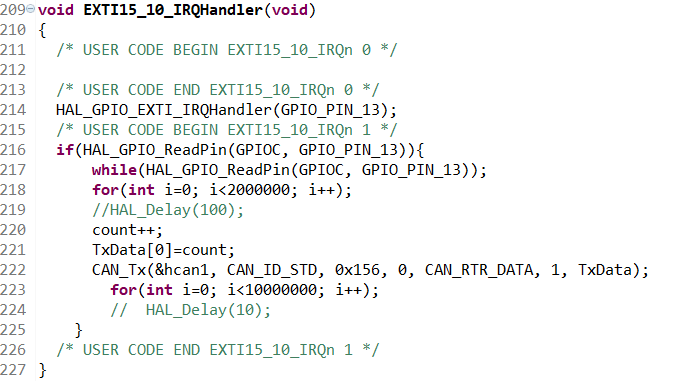 209 void EXTI15_10_IRQHandler(void)
210 {
211   /* USER CODE BEGIN EXTI15_10_IRQn 0 */
212
213   /* USER CODE END EXTI15_10_IRQn 0 */
214   HAL_GPIO_EXTI_IRQHandler(GPIO_PIN_13);
215   /* USER CODE BEGIN EXTI15_10_IRQn 1 */
216   if(HAL_GPIO_ReadPin(GPIOC, GPIO_PIN_13)){
217       while(HAL_GPIO_ReadPin(GPIOC, GPIO_PIN_13));
218       for(int i=0; i<2000000; i++);
219       //HAL_Delay(100);
220       count++;
221       TxData[0]=count;
222       CAN_Tx(&hcan1, CAN_ID_STD, 0x156, 0, CAN_RTR_DATA, 1, TxData);
223         for(int i=0; i<10000000; i++);
224         //  HAL_Delay(10);
225     }
226   /* USER CODE END EXTI15_10_IRQn 1 */
227 }